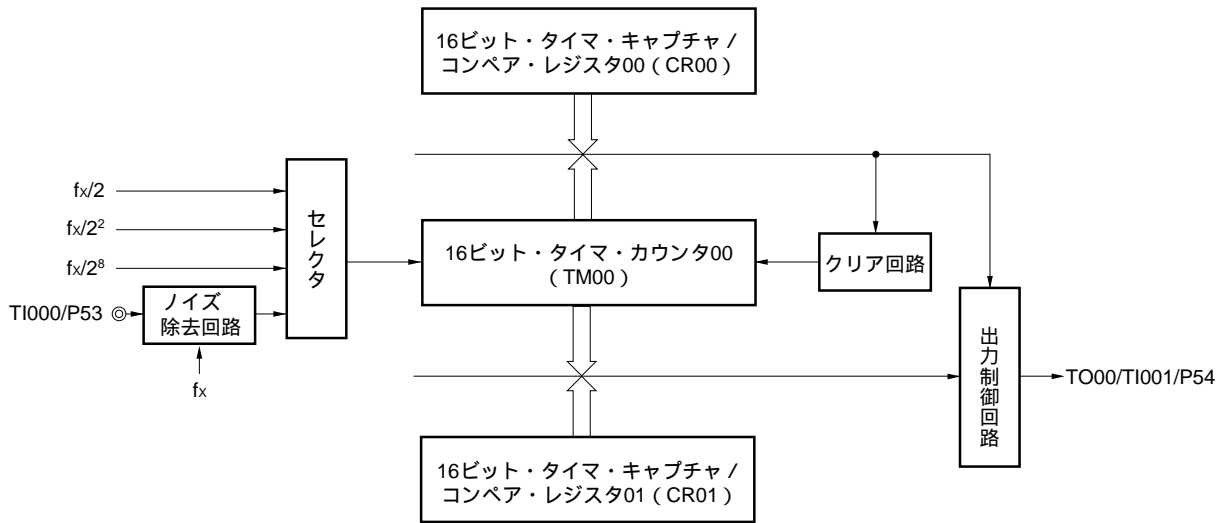 16ビット・タイマ・キャプチャ／
コンペア・レジスタ00（CR00）
fx/2
fx/2²
fx/2⁸
セレクタ
16ビット・タイマ・カウンタ00
（TM00）
クリア回路
TI000/P53
ノイズ
除去回路
fx
出力制御回路
TO00/TI001/P54
16ビット・タイマ・キャプチャ／
コンペア・レジスタ01（CR01）